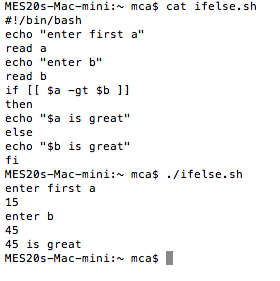 MES20s-Mac-mini:~ mca$ cat ifelse.sh
#!/bin/bash
echo "enter first a"
read a
echo "enter b"
read b
if [[ $a -gt $b ]]
then
echo "$a is great"
else
echo "$b is great"
fi
MES20s-Mac-mini:~ mca$ ./ifelse.sh
enter first a
15
enter b
45
45 is great
MES20s-Mac-mini:~ mca$